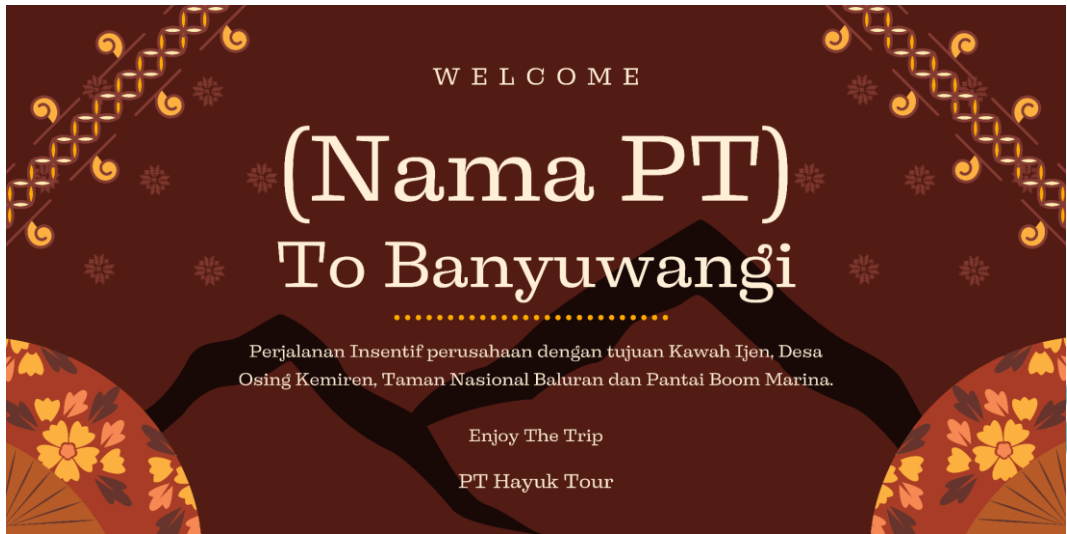 WELCOME
(Nama PT)
To Banyuwangi
Perjalanan Insentif perusahaan dengan tujuan Kawah Ijen, Desa
Osing Kemiren, Taman Nasional Baluran dan Pantai Boom Marina.
Enjoy The Trip
PT Hayuk Tour